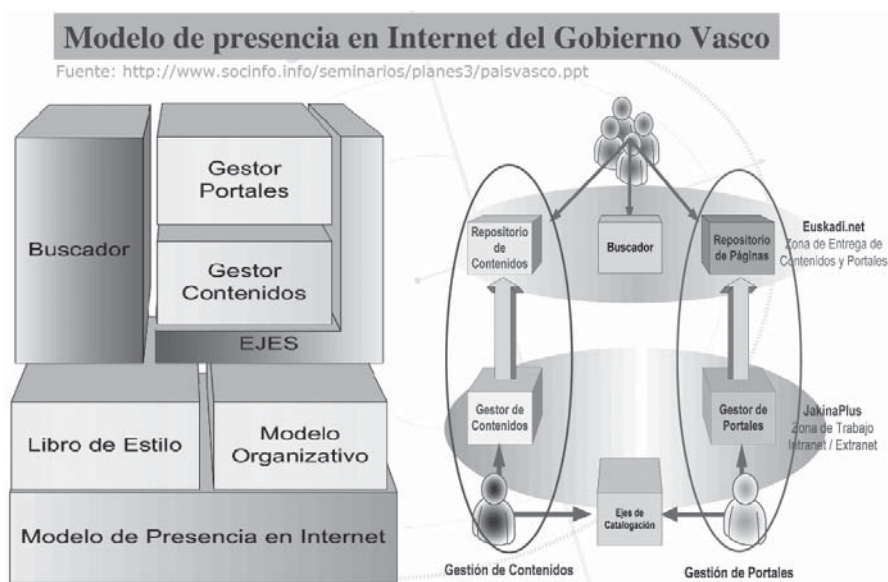 Modelo de presencia en Internet del Gobierno Vasco
Fuente: http://www.socinfo.info/seminarios/planes3/paisvasco.ppt
Buscador
Gestor
Portales
Gestor
Contenidos
EJES
Libro de Estilo
Modelo
Organizativo
Modelo de Presencia en Internet
Repositorio
de
Contenidos
Buscador
Repositorio
de Páginas
Euskadi.net
Zona de Entrega de
Contenidos y Portales
Gestor de
Contenidos
Gestor de
Portales
JakinaPlus
Zona de Trabajo
Intranet / Extranet
Ejes de
Catalogación
Gestión de Contenidos
Gestión de Portales